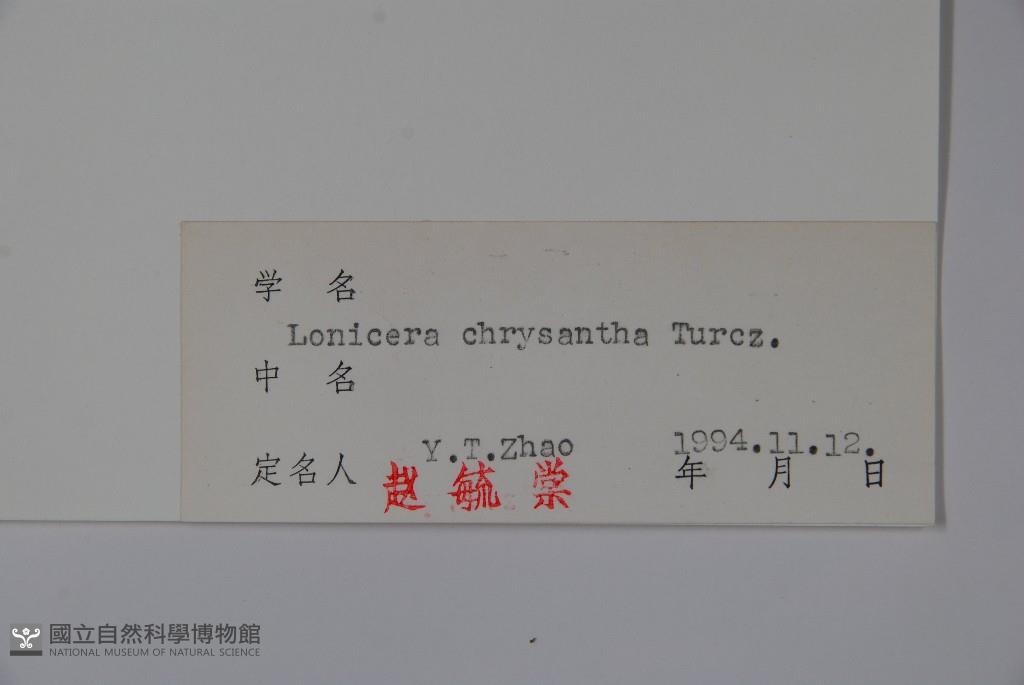 学 名
Lonicera chrysantha Turcz.
中 名
Y.T.Zhao 1994.11.12.
定名人 赵毓棠 年 月 日
國立自然科學博物館
NATIONAL MUSEUM OF NATURAL SCIENCE